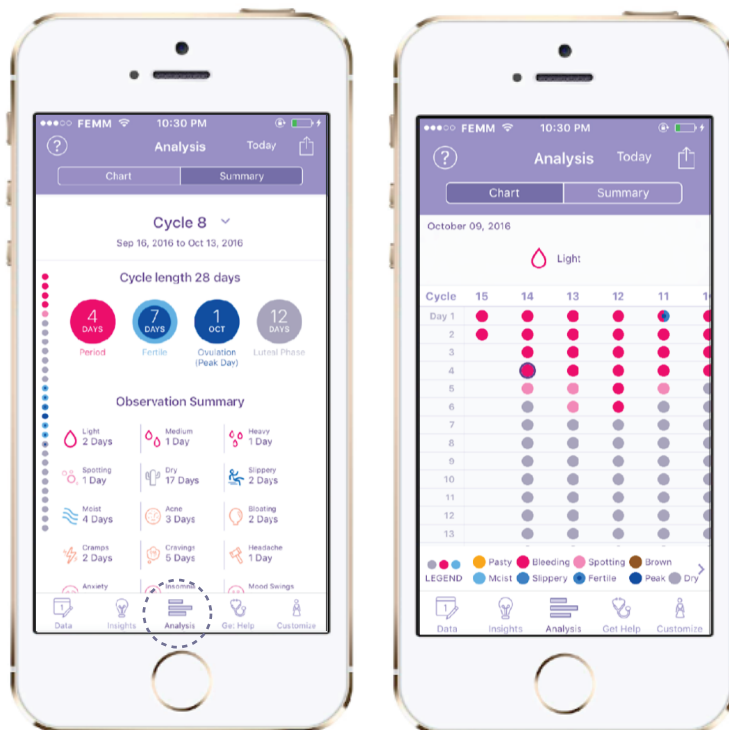 FEMM 10:30 PM
? Analysis Today
Chart Summary
Cycle 8
Sep 16, 2016 to Oct 13, 2016
Cycle length 28 days
4 DAYS Period
7 DAYS Fertile
1 OCT Ovulation (Peak Day)
12 DAYS Luteal Phase
Observation Summary
Light 2 Days
Medium 1 Day
Heavy 1 Day
Spotting 1 Day
Dry 17 Days
Slippery 2 Days
Moist 4 Days
Acne 3 Days
Bloating 2 Days
Cramps 2 Days
Cravings 5 Days
Headache 1 Day
Anxiety Insomnia Mood Swings
1
Data Insights Analysis Get Help Customize
FEMM 10:30 PM
? Analysis Today
Chart Summary
October 09, 2016
Light
Cycle 15 14 13 12 11
Day 1
2
3
4
5
6
7
8
9
10
11
12
13
LEGEND
Pasty Bleeding Spotting Brown
Moist Slippery Fertile Peak Dry
1
Data Insights Analysis Get Help Customize